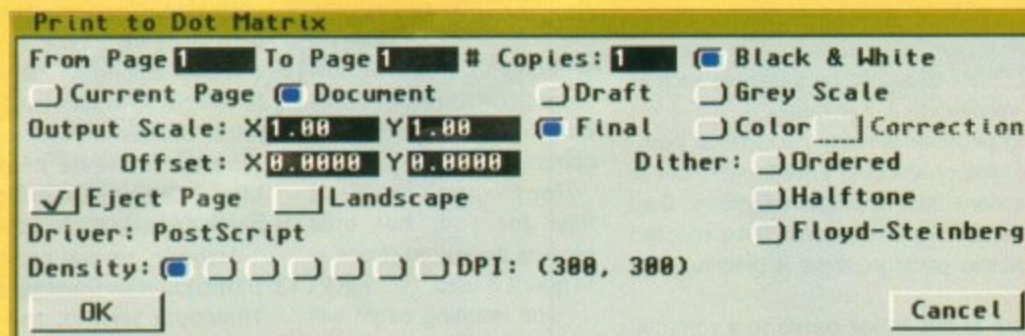 Print to Dot Matrix
From Page 1 To Page 1 # Copies: 1 Black & White
Current Page Document Draft Grey Scale
Output Scale: X 1.00 Y 1.00 Final Color Correction
Offset: X 0.0000 Y 0.0000 Dither: Ordered
Eject Page Landscape Halftone
Driver: PostScript Floyd-Steinberg
Density: DPI: (300, 300)
OK Cancel